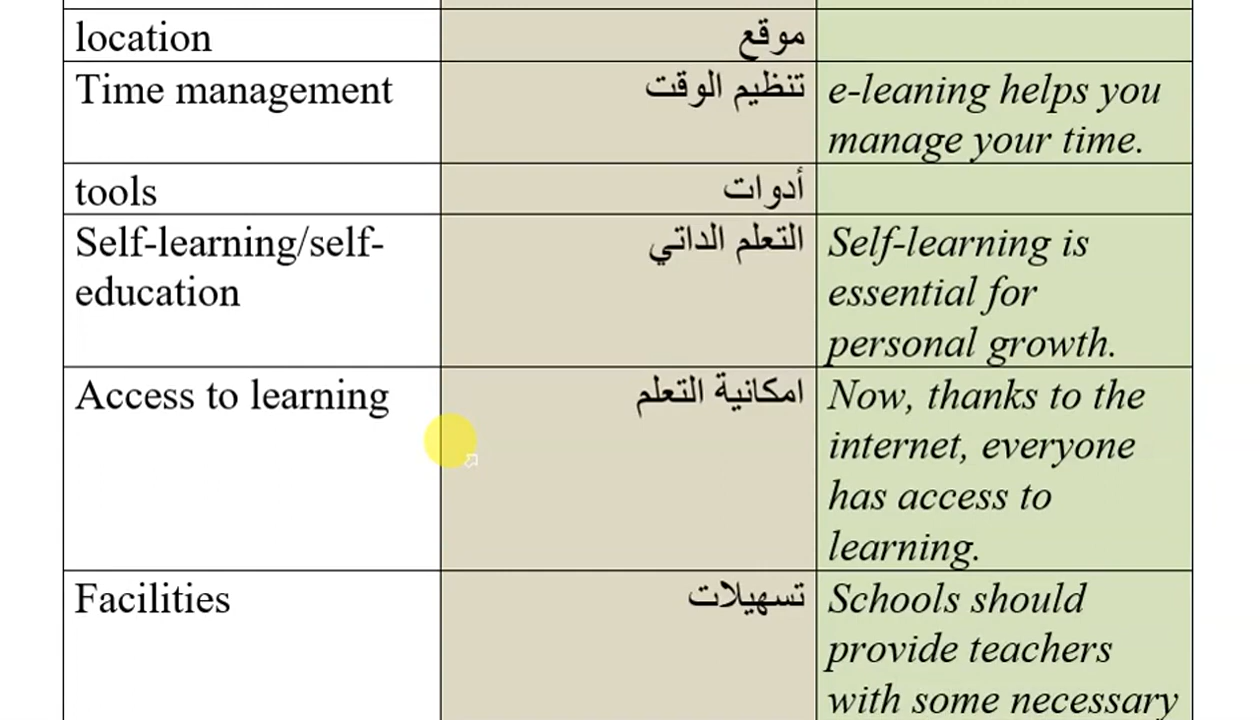 location
موقع
Time management
تنظيم الوقت
e-leaning helps you
manage your time.
tools
أدوات
Self-learning/self-
education
التعلم الداتي
Self-learning is
essential for
personal growth.
Access to learning
امكانية التعلم
Now, thanks to the
internet, everyone
has access to
learning.
Facilities
تسهيلات
Schools should
provide teachers
with some necessary